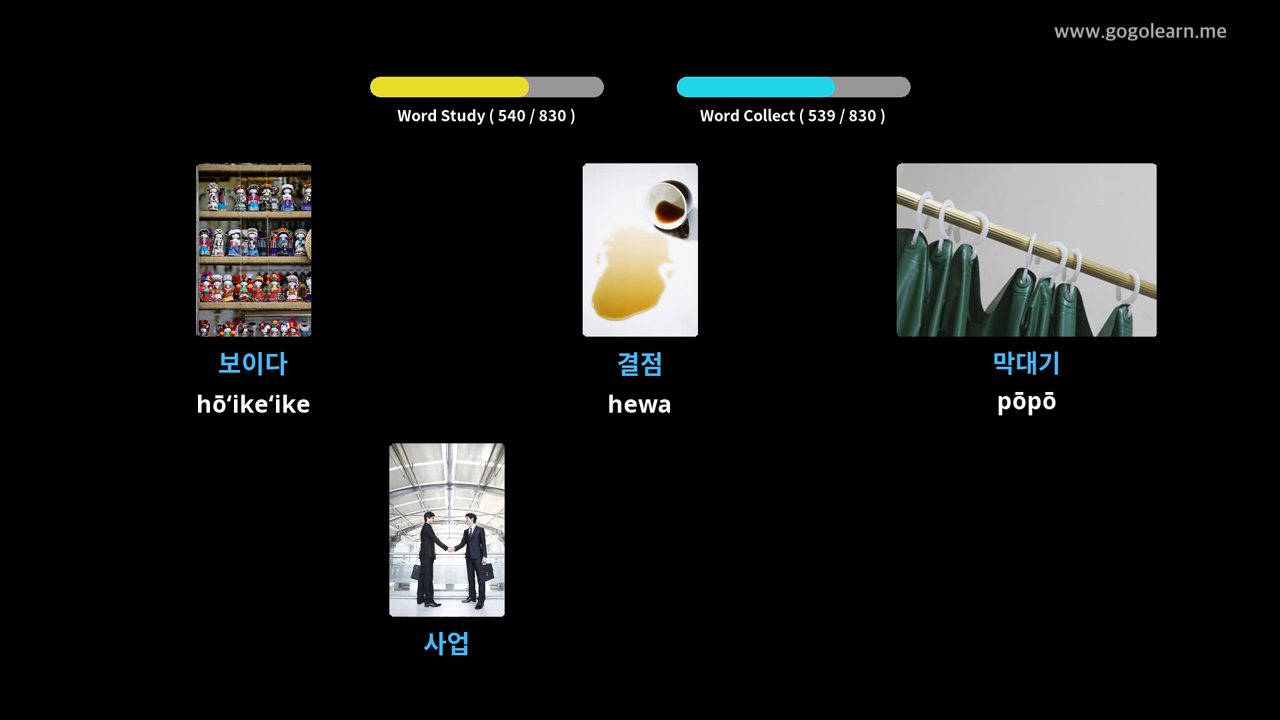 www.gogolearn.me
Word Study ( 540 / 830 )
Word Collect ( 539 / 830 )
보이다
hōʻikeʻike
결점
hewa
막대기
pōpō
사업